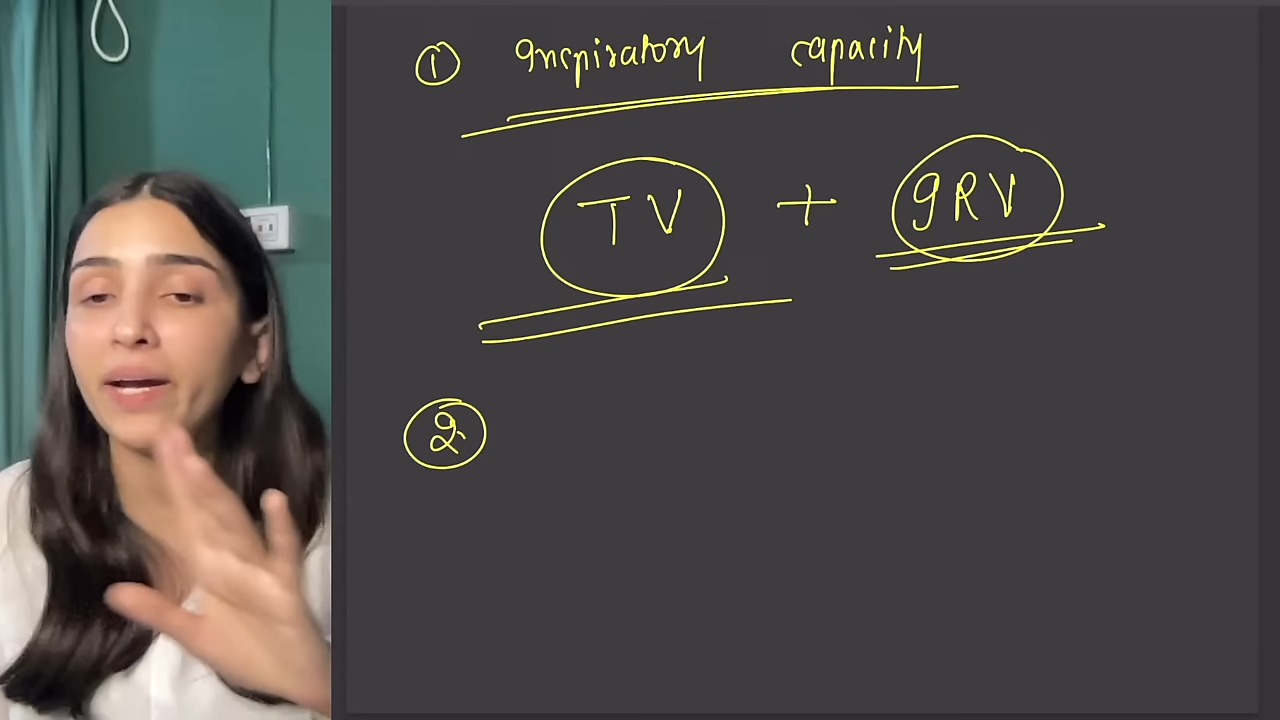 ① Inspiratory capacity
TV + IRV
②